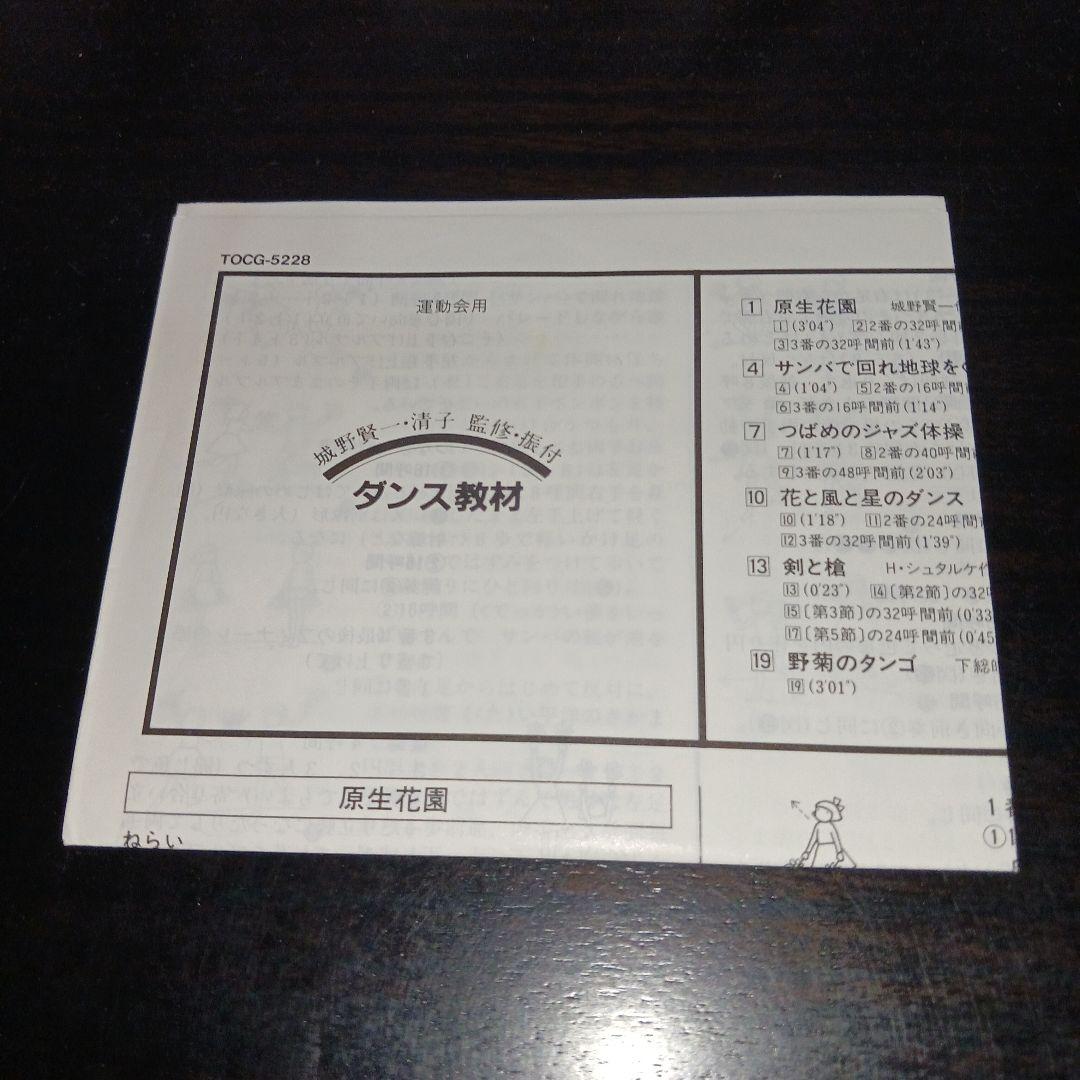 TOCG-5228
運動会用
城野賢一・清子 監修・振付
ダンス教材
1 原生花園 城野賢一
1(3'04") 2 2番の32呼間
3 3番の32呼間前(1'43")
4 サンバで回れ地球を
4(1'04") 5 2番の16呼間
6 3番の16呼間前(1'14")
7 つばめのジャズ体操
7(1'17") 8 2番の40呼間
9 3番の48呼間前(2'03")
10 花と風と星のダンス
10(1'18") 11 2番の24呼間
12 3番の32呼間前(1'39")
13 剣と槍 H・シュタルケ作
13(0'23") 14〔第2節〕の32
15〔第3節〕の32呼間前(0'33
17〔第5節〕の24呼間前(0'45
19 野菊のタンゴ 下総
19(3'01")
原生花園
ねらい
1
①